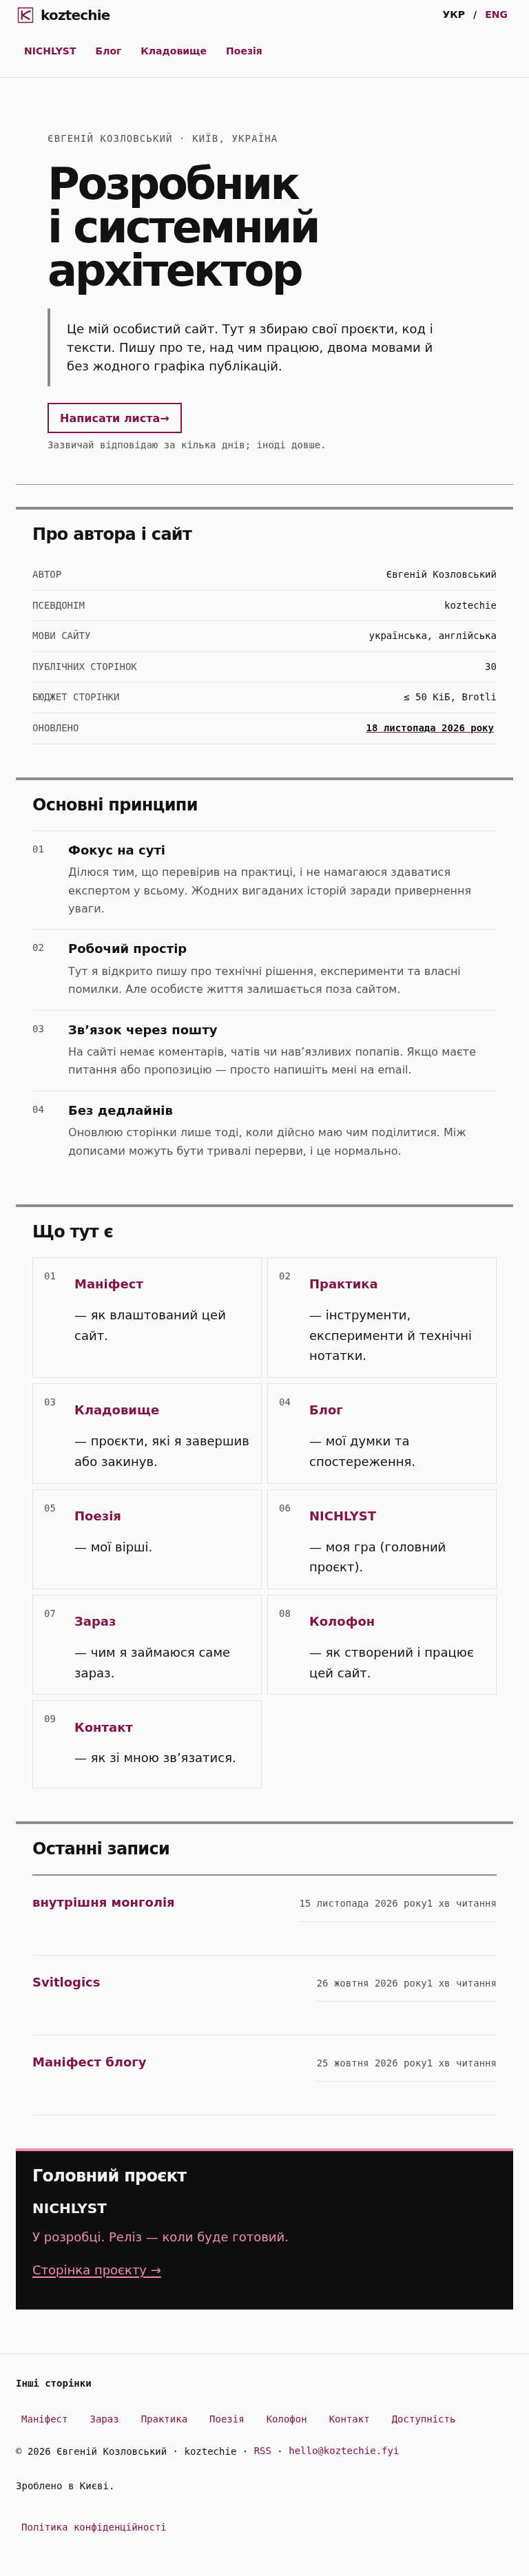 koztechie
УКР / ENG
NICHLYST Блог Кладовище Поезія
ЄВГЕНІЙ КОЗЛОВСЬКИЙ · КИЇВ, УКРАЇНА
Розробник
і системний
архітектор
Це мій особистий сайт. Тут я збираю свої проєкти, код і
тексти. Пишу про те, над чим працюю, двома мовами й
без жодного графіка публікацій.
Написати листа→
Зазвичай відповідаю за кілька днів; іноді довше.
Про автора і сайт
АВТОР Євгеній Козловський
ПСЕВДОНІМ koztechie
МОВИ САЙТУ українська, англійська
ПУБЛІЧНИХ СТОРІНОК 30
БЮДЖЕТ СТОРІНКИ ≤ 50 КіБ, Brotli
ОНОВЛЕНО 18 листопада 2026 року
Основні принципи
01 Фокус на суті
Ділюся тим, що перевірив на практиці, і не намагаюся здаватися
експертом у всьому. Жодних вигаданих історій заради привернення
уваги.
02 Робочий простір
Тут я відкрито пишу про технічні рішення, експерименти та власні
помилки. Але особисте життя залишається поза сайтом.
03 Зв’язок через пошту
На сайті немає коментарів, чатів чи нав’язливих попапів. Якщо маєте
питання або пропозицію — просто напишіть мені на email.
04 Без дедлайнів
Оновлюю сторінки лише тоді, коли дійсно маю чим поділитися. Між
дописами можуть бути тривалі перерви, і це нормально.
Що тут є
01 Маніфест
— як влаштований цей
сайт.
02 Практика
— інструменти,
експерименти й технічні
нотатки.
03 Кладовище
— проєкти, які я завершив
або закинув.
04 Блог
— мої думки та
спостереження.
05 Поезія
— мої вірші.
06 NICHLYST
— моя гра (головний
проєкт).
07 Зараз
— чим я займаюся саме
зараз.
08 Колофон
— як створений і працює
цей сайт.
09 Контакт
— як зі мною зв’язатися.
Останні записи
внутрішня монголія 15 листопада 2026 року1 хв читання
Svitlogics 26 жовтня 2026 року1 хв читання
Маніфест блогу 25 жовтня 2026 року1 хв читання
Головний проєкт
NICHLYST
У розробці. Реліз — коли буде готовий.
Сторінка проєкту →
Інші сторінки
Маніфест Зараз Практика Поезія Колофон Контакт Доступність
© 2026 Євгеній Козловський · koztechie · RSS · hello@koztechie.fyi
Зроблено в Києві.
Політика конфіденційності